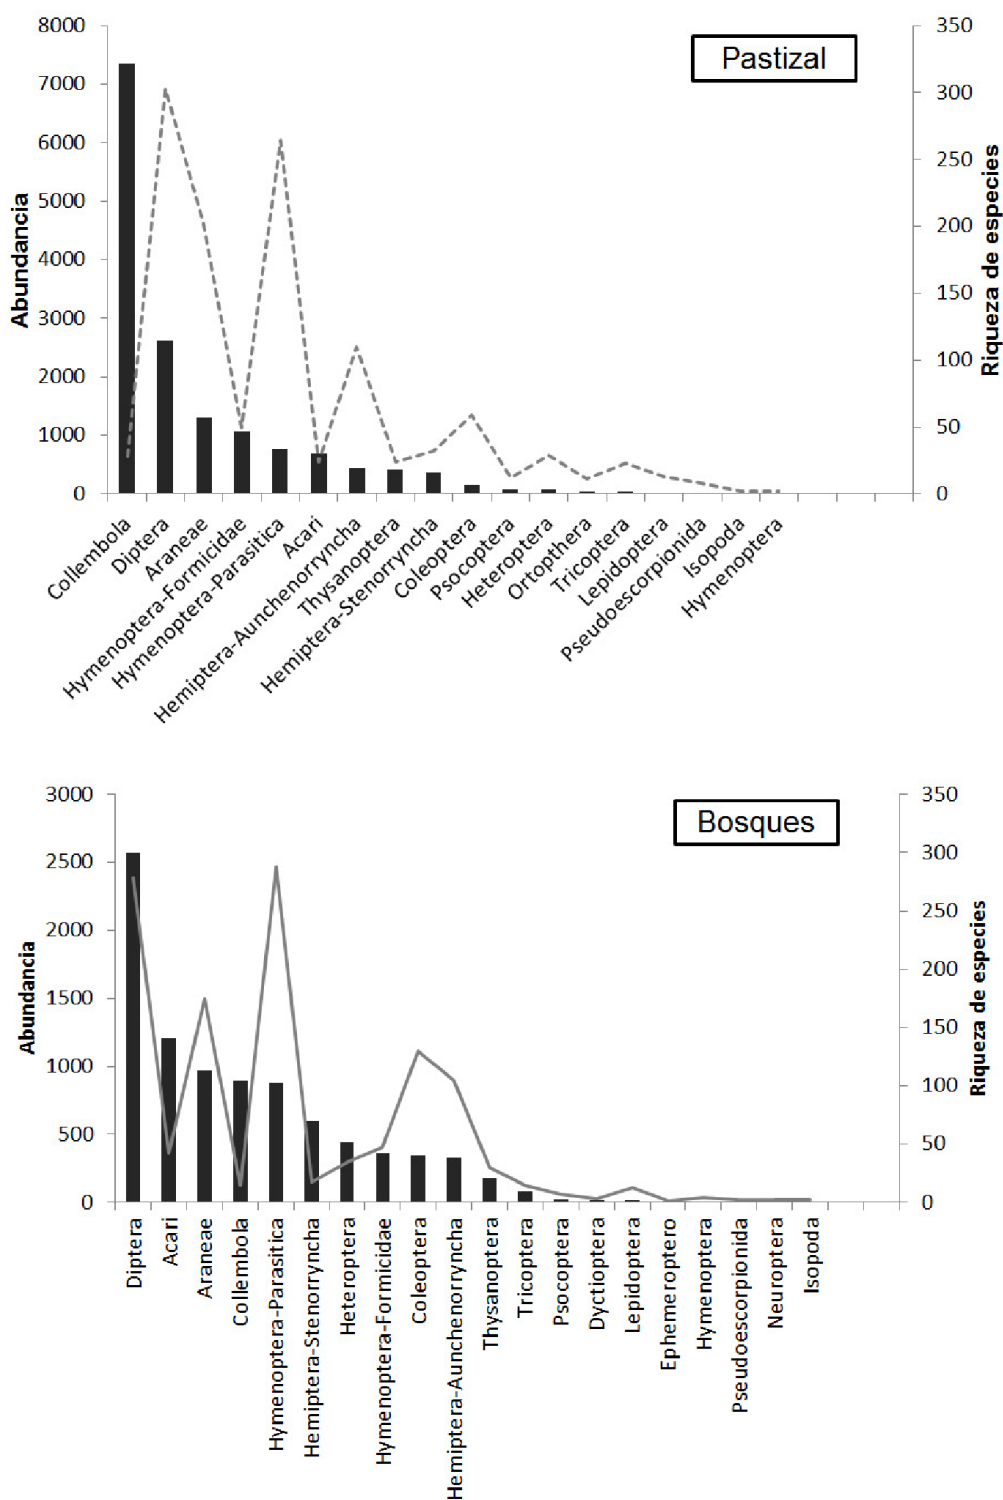 Pastizal
Abundancia
8000
7000
6000
5000
4000
3000
2000
1000
0
Riqueza de especies
350
300
250
200
150
100
50
0
Collembola
Diptera
Araneae
Hymenoptera-Formicidae
Hymenoptera-Parasitica
Acari
Hemiptera-Aunchenorryncha
Thysanoptera
Hemiptera-Stenorryncha
Coleoptera
Psocoptera
Heteroptera
Ortopthera
Tricoptera
Lepidoptera
Pseudoescorpionida
Isopoda
Hymenoptera
Bosques
Abundancia
3000
2500
2000
1500
1000
500
0
Riqueza de especies
350
300
250
200
150
100
50
0
Diptera
Acari
Araneae
Collembola
Hymenoptera-Parasitica
Hemiptera-Stenorryncha
Heteroptera
Hymenoptera-Formicidae
Coleoptera
Hemiptera-Aunchenorryncha
Thysanoptera
Tricoptera
Psocoptera
Dyctioptera
Lepidoptera
Ephemeroptero
Hymenoptera
Pseudoescorpionida
Neuroptera
Isopoda